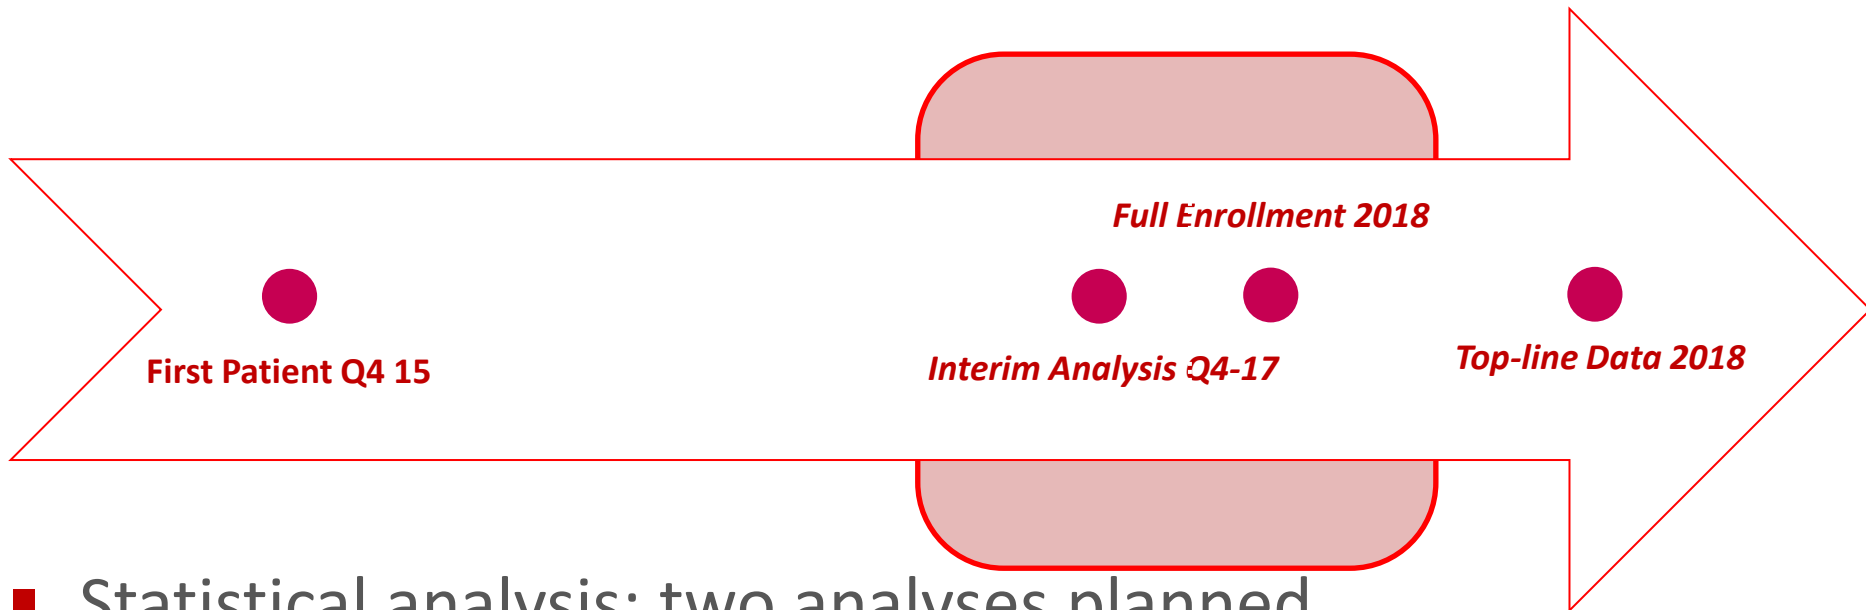 Full Enrollment 2018
First Patient Q4 15
Interim Analysis Q4-17
Top-line Data 2018
▪ Statistical analysis: two analyses planned